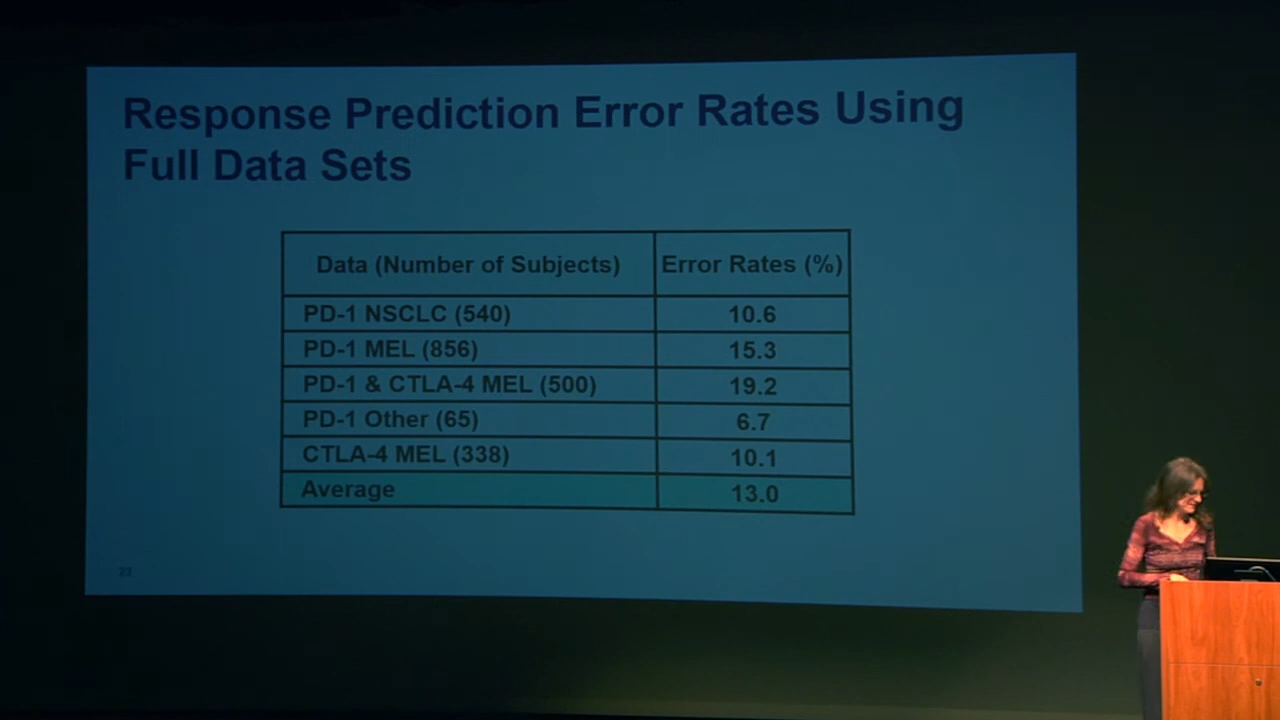 Response Prediction Error Rates Using
Full Data Sets
Data (Number of Subjects) Error Rates (%)
PD-1 NSCLC (540) 10.6
PD-1 MEL (856) 15.3
PD-1 & CTLA-4 MEL (500) 19.2
PD-1 Other (65) 6.7
CTLA-4 MEL (338) 10.1
Average 13.0
23